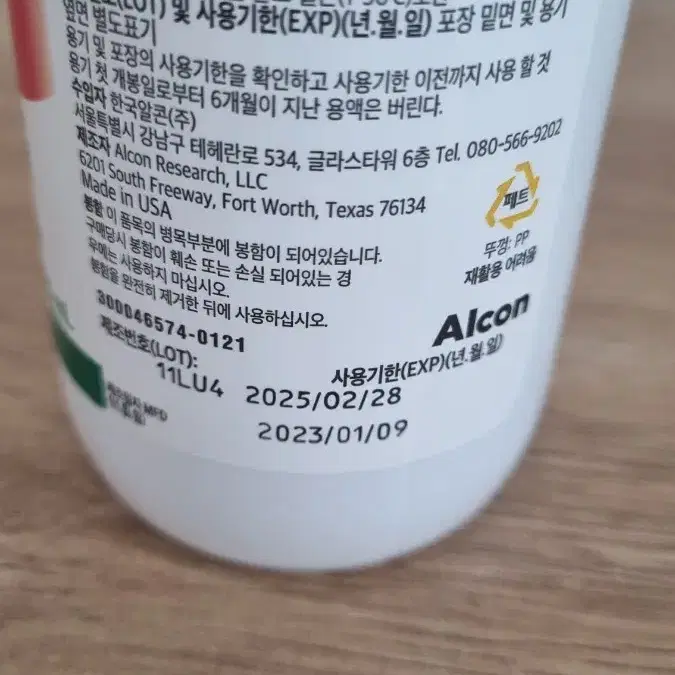 (LOT) 및 사용기한(EXP)(년.월.일) 포장 밑면 및 용기
옆면 별도표기
용기 및 포장의 사용기한을 확인하고 사용기한 이전까지 사용 할 것
용기 첫 개봉일로부터 6개월이 지난 용액은 버린다.
수입자 한국알콘(주)
서울특별시 강남구 테헤란로 534, 글라스타워 6층 Tel. 080-566-9202
제조자 Alcon Research, LLC
6201 South Freeway, Fort Worth, Texas 76134
Made in USA
봉함 이 품목의 병목부분에 봉함이 되어있습니다.
구매당시 봉함이 훼손 또는 손실 되어있는 경
우에는 사용하지 마십시오.
봉함을 완전히 제거한 뒤에 사용하십시오.
페트
뚜껑: PP
재활용 어려움
300046574-0121
Alcon
제조번호(LOT):
11LU4
사용기한(EXP)(년.월.일)
2025/02/28
MFD
2023/01/09